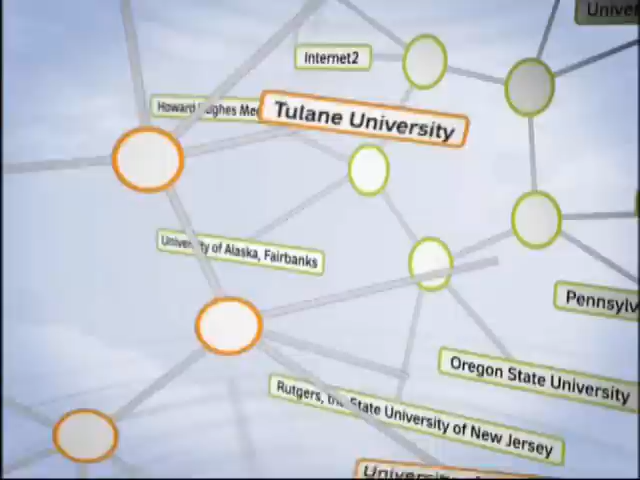 Internet2
Tulane University
University of Alaska, Fairbanks
Oregon State University
Rutgers, the State University of New Jersey